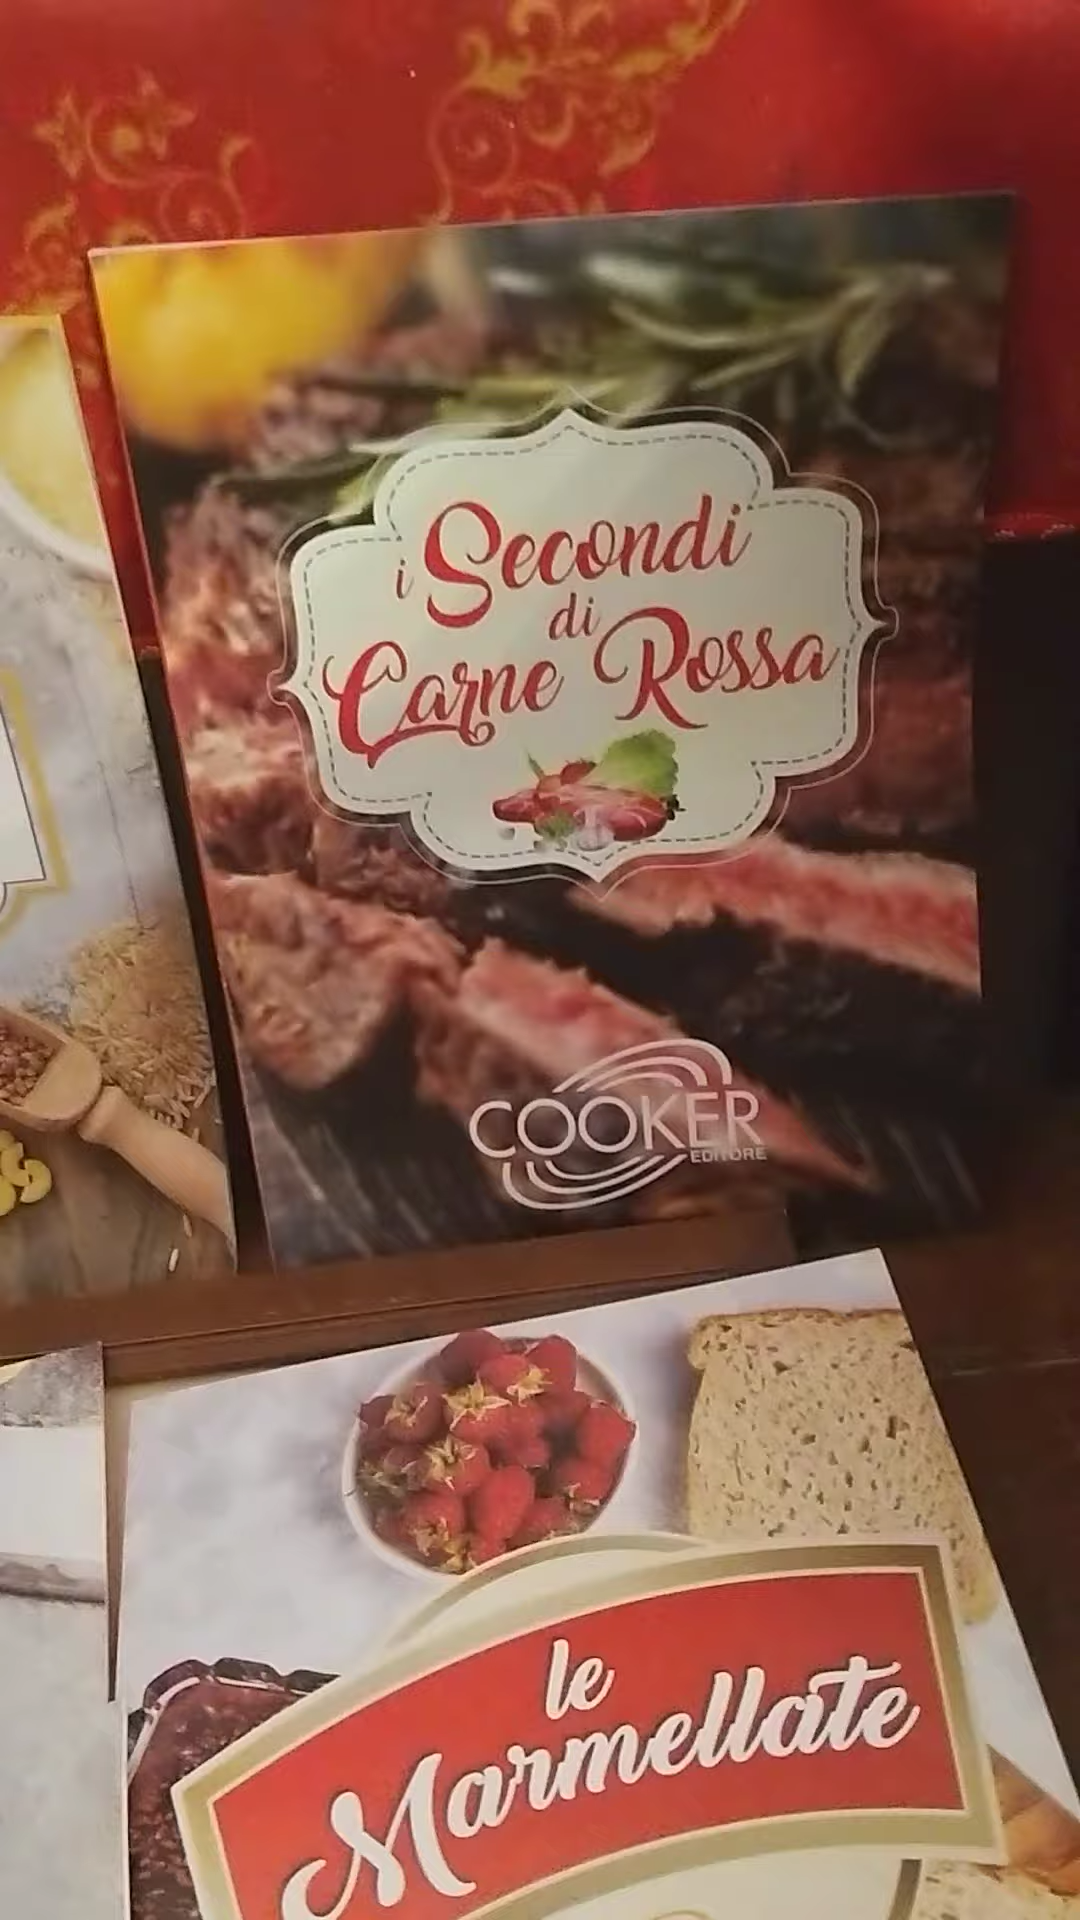 i Secondi
di
Carne Rossa
COOKER
EDITORE
le
Marmellate